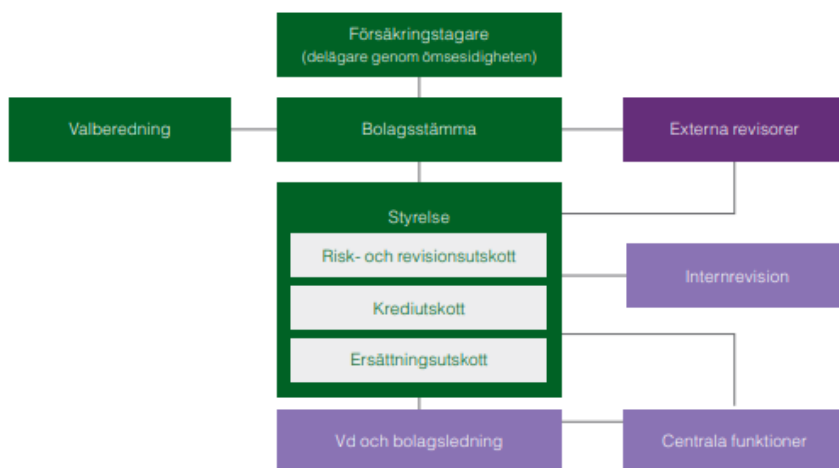 Försäkringstagare
(delägare genom ömsesidigheten)
Valberedning
Bolagsstämma
Externa revisorer
Styrelse
Risk- och revisionsutskott
Internrevision
Krediutskott
Ersättningsutskott
Vd och bolagsledning
Centrala funktioner